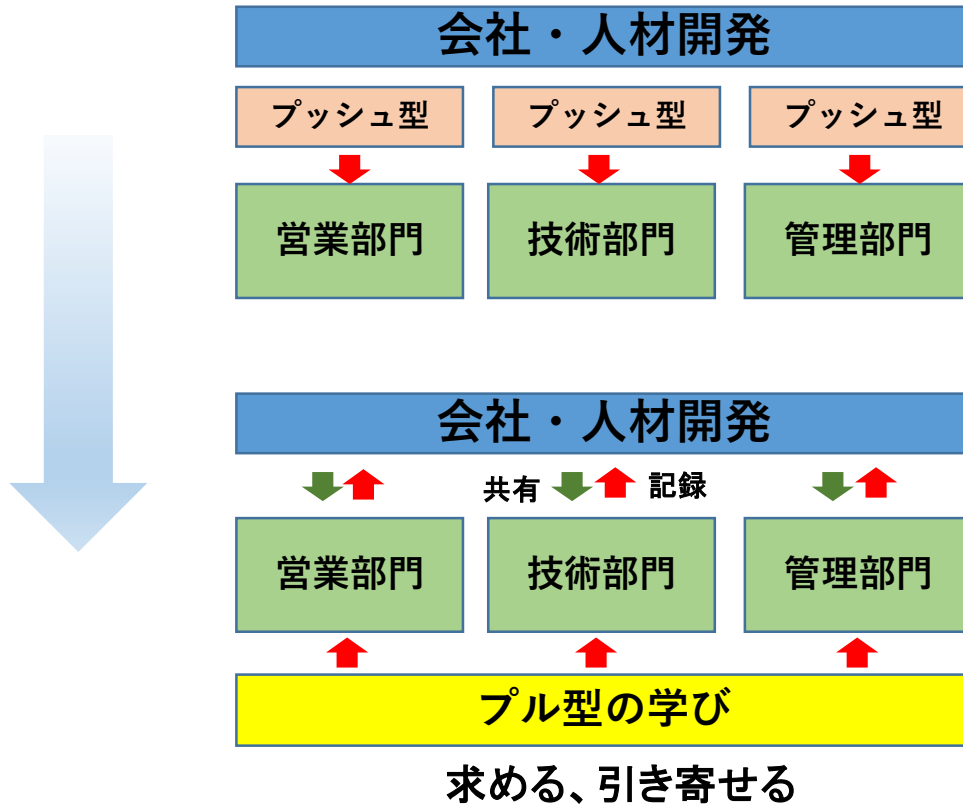 会社・人材開発
プッシュ型 プッシュ型 プッシュ型
営業部門 技術部門 管理部門
会社・人材開発
共有 記録
営業部門 技術部門 管理部門
プル型の学び
求める、引き寄せる